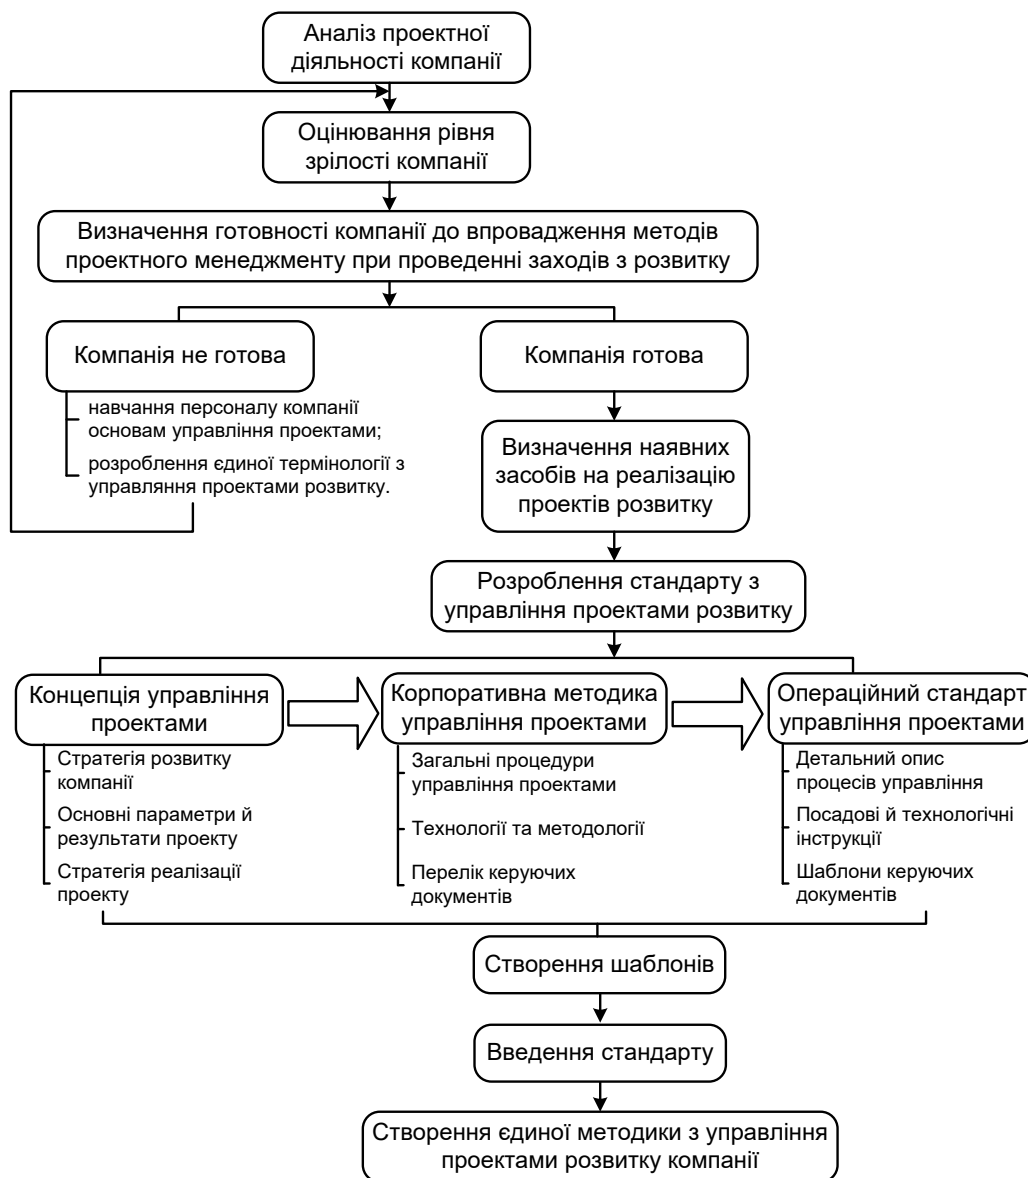 Аналіз проектної
діяльності компанії
Оцінювання рівня
зрілості компанії
Визначення готовності компанії до впровадження методів
проектного менеджменту при проведенні заходів з розвитку
Компанія не готова
навчання персоналу компанії
основам управління проектами;
розроблення єдиної термінології з
управляння проектами розвитку.
Компанія готова
Визначення наявних
засобів на реалізацію
проектів розвитку
Розроблення стандарту з
управління проектами розвитку
Концепція управління
проектами
Стратегія розвитку
компанії
Основні параметри й
результати проекту
Стратегія реалізації
проекту
Корпоративна методика
управління проектами
Загальні процедури
управління проектами
Технології та методології
Перелік керуючих
документів
Операційний стандарт
управління проектами
Детальний опис
процесів управління
Посадові й технологічні
інструкції
Шаблони керуючих
документів
Створення шаблонів
Введення стандарту
Створення єдиної методики з управління
проектами розвитку компанії